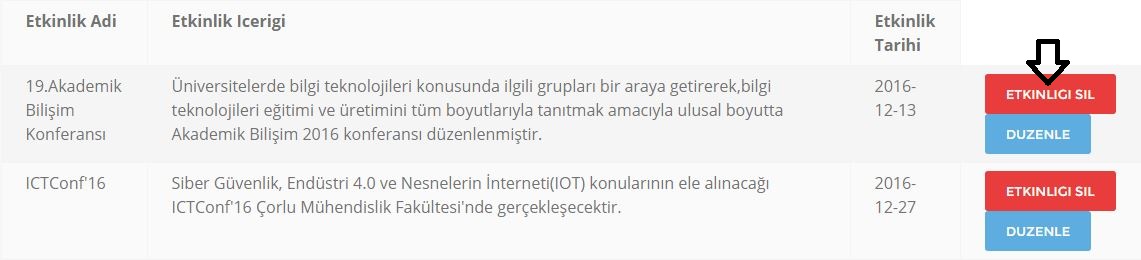 Etkinlik Adi
Etkinlik Icerigi
Etkinlik
Tarihi
19.Akademik
Bilişim
Konferansı
Üniversitelerde bilgi teknolojileri konusunda ilgili grupları bir araya getirerek,bilgi
teknolojileri eğitimi ve üretimini tüm boyutlarıyla tanıtmak amacıyla ulusal boyutta
Akademik Bilişim 2016 konferansı düzenlenmiştir.
2016-
12-13
ETKINLIGI SIL
DUZENLE
ICTConf'16
Siber Güvenlik, Endüstri 4.0 ve Nesnelerin İnterneti(IOT) konularının ele alınacağı
ICTConf'16 Çorlu Mühendislik Fakültesi'nde gerçekleşecektir.
2016-
12-27
ETKINLIGI SIL
DUZENLE